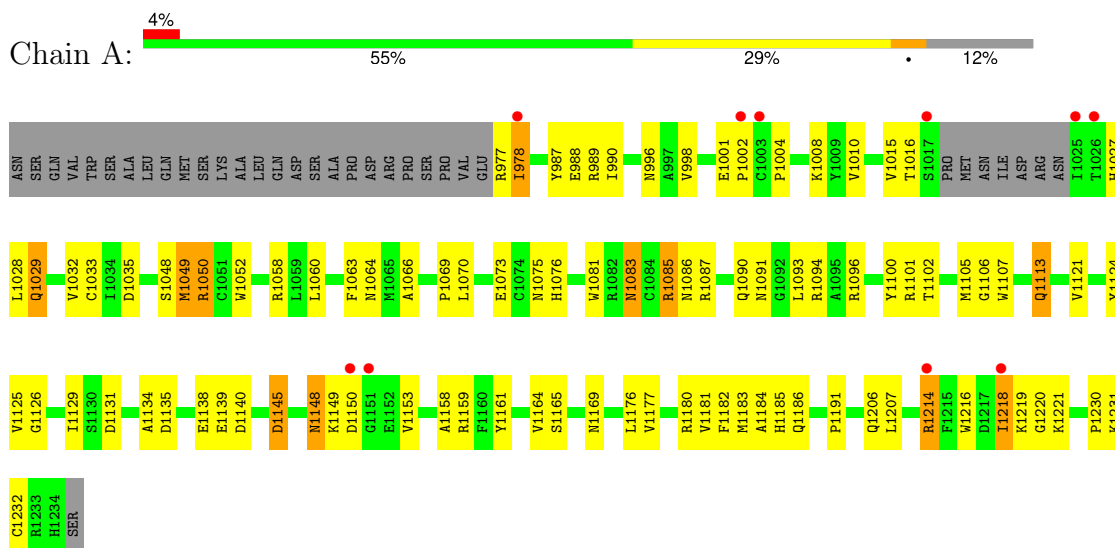 4%
Chain A:
55% 29% • 12%
ASN SER GLN VAL TRP SER ALA LEU GLN MET SER LYS ALA LEU GLN ASP SER ALA PRO ASP ARG PRO SER PRO VAL GLU R977 I978 Y987 E988 R989 I990 N996 A997 V998 E1001 P1002 C1003 P1004 K1008 Y1009 V1010 V1015 T1016 S1017 PRO MET ASN ILE ASP ARG ASN I1025 T1026 H1027
L1028 Q1029 V1032 C1033 I1034 D1035 S1048 M1049 R1050 C1051 W1052 R1058 L1059 L1060 F1063 N1064 M1065 A1066 P1069 L1070 E1073 C1074 N1075 H1076 W1081 R1082 N1083 C1084 R1085 N1086 R1087 Q1090 N1091 G1092 L1093 R1094 A1095 R1096 Y1100 R1101 T1102 M1105 G1106 W1107 Q1113 V1121 Y1124
V1125 G1126 I1129 S1130 D1131 A1134 D1135 E1138 E1139 D1140 D1145 N1148 K1149 D1150 G1151 E1152 V1153 A1158 R1159 F1160 Y1161 V1164 S1165 N1169 L1176 V1177 R1180 V1181 F1182 M1183 A1184 H1185 Q1186 P1191 Q1206 L1207 R1214 F1215 W1216 D1217 I1218 K1219 G1220 K1221 P1230 K1231
C1232 R1233 H1234 SER